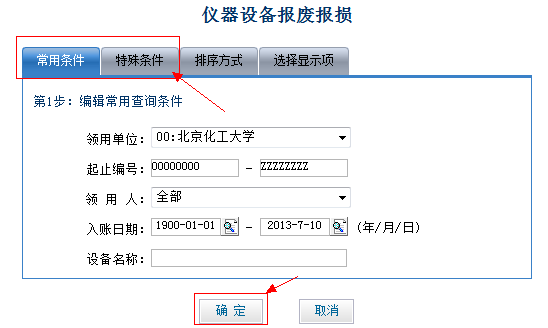 仪器设备报废报损
常用条件 特殊条件 排序方式 选择显示项
第1步：编辑常用查询条件
领用单位： 00:北京化工大学
起止编号： 00000000 - ZZZZZZZZ
领 用 人： 全部
入账日期： 1900-01-01 - 2013-7-10 (年/月/日)
设备名称：
确 定 取消